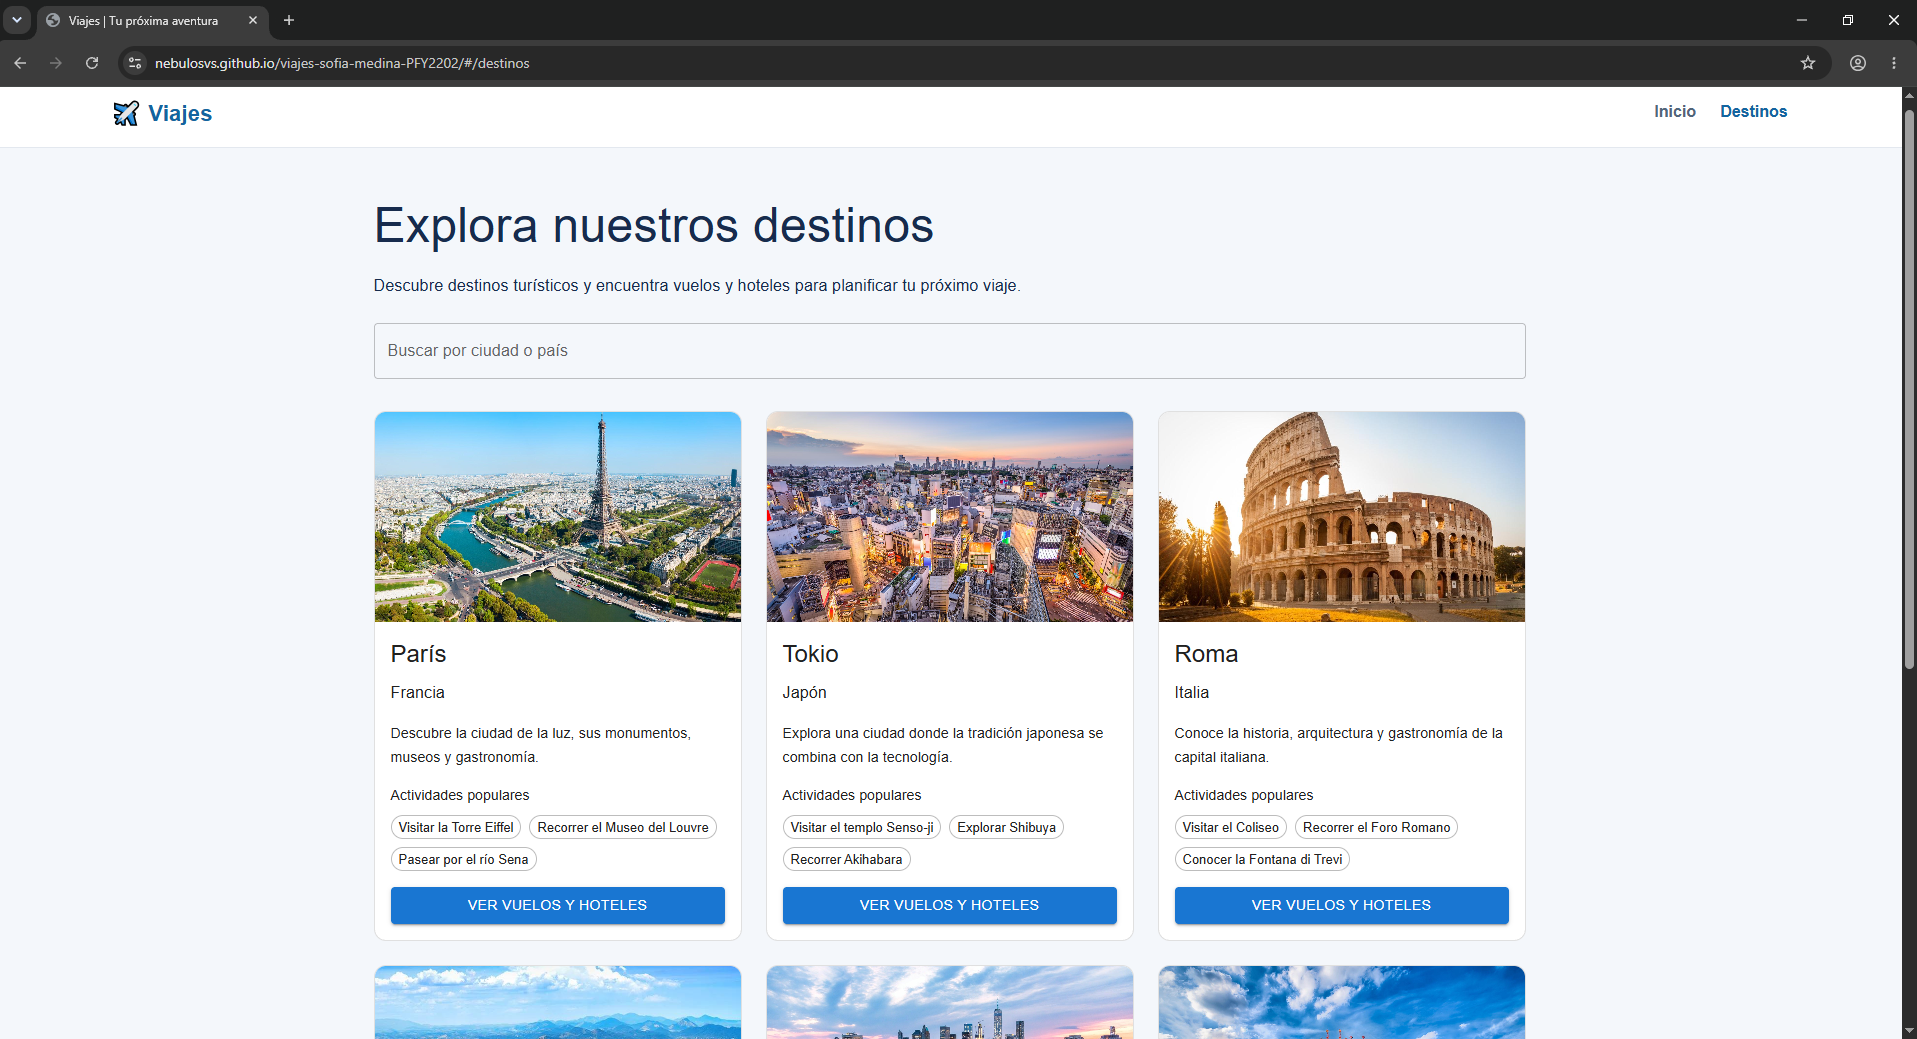 Viajes | Tu próxima aventura
nebulosvs.github.io/viajes-sofia-medina-PFY2202/#/destinos
Viajes
Inicio
Destinos
Explora nuestros destinos
Descubre destinos turísticos y encuentra vuelos y hoteles para planificar tu próximo viaje.
Buscar por ciudad o país
París
Francia
Descubre la ciudad de la luz, sus monumentos,
museos y gastronomía.
Actividades populares
Visitar la Torre Eiffel
Recorrer el Museo del Louvre
Pasear por el río Sena
VER VUELOS Y HOTELES
Tokio
Japón
Explora una ciudad donde la tradición japonesa se
combina con la tecnología.
Actividades populares
Visitar el templo Senso-ji
Explorar Shibuya
Recorrer Akihabara
VER VUELOS Y HOTELES
Roma
Italia
Conoce la historia, arquitectura y gastronomía de la
capital italiana.
Actividades populares
Visitar el Coliseo
Recorrer el Foro Romano
Conocer la Fontana di Trevi
VER VUELOS Y HOTELES